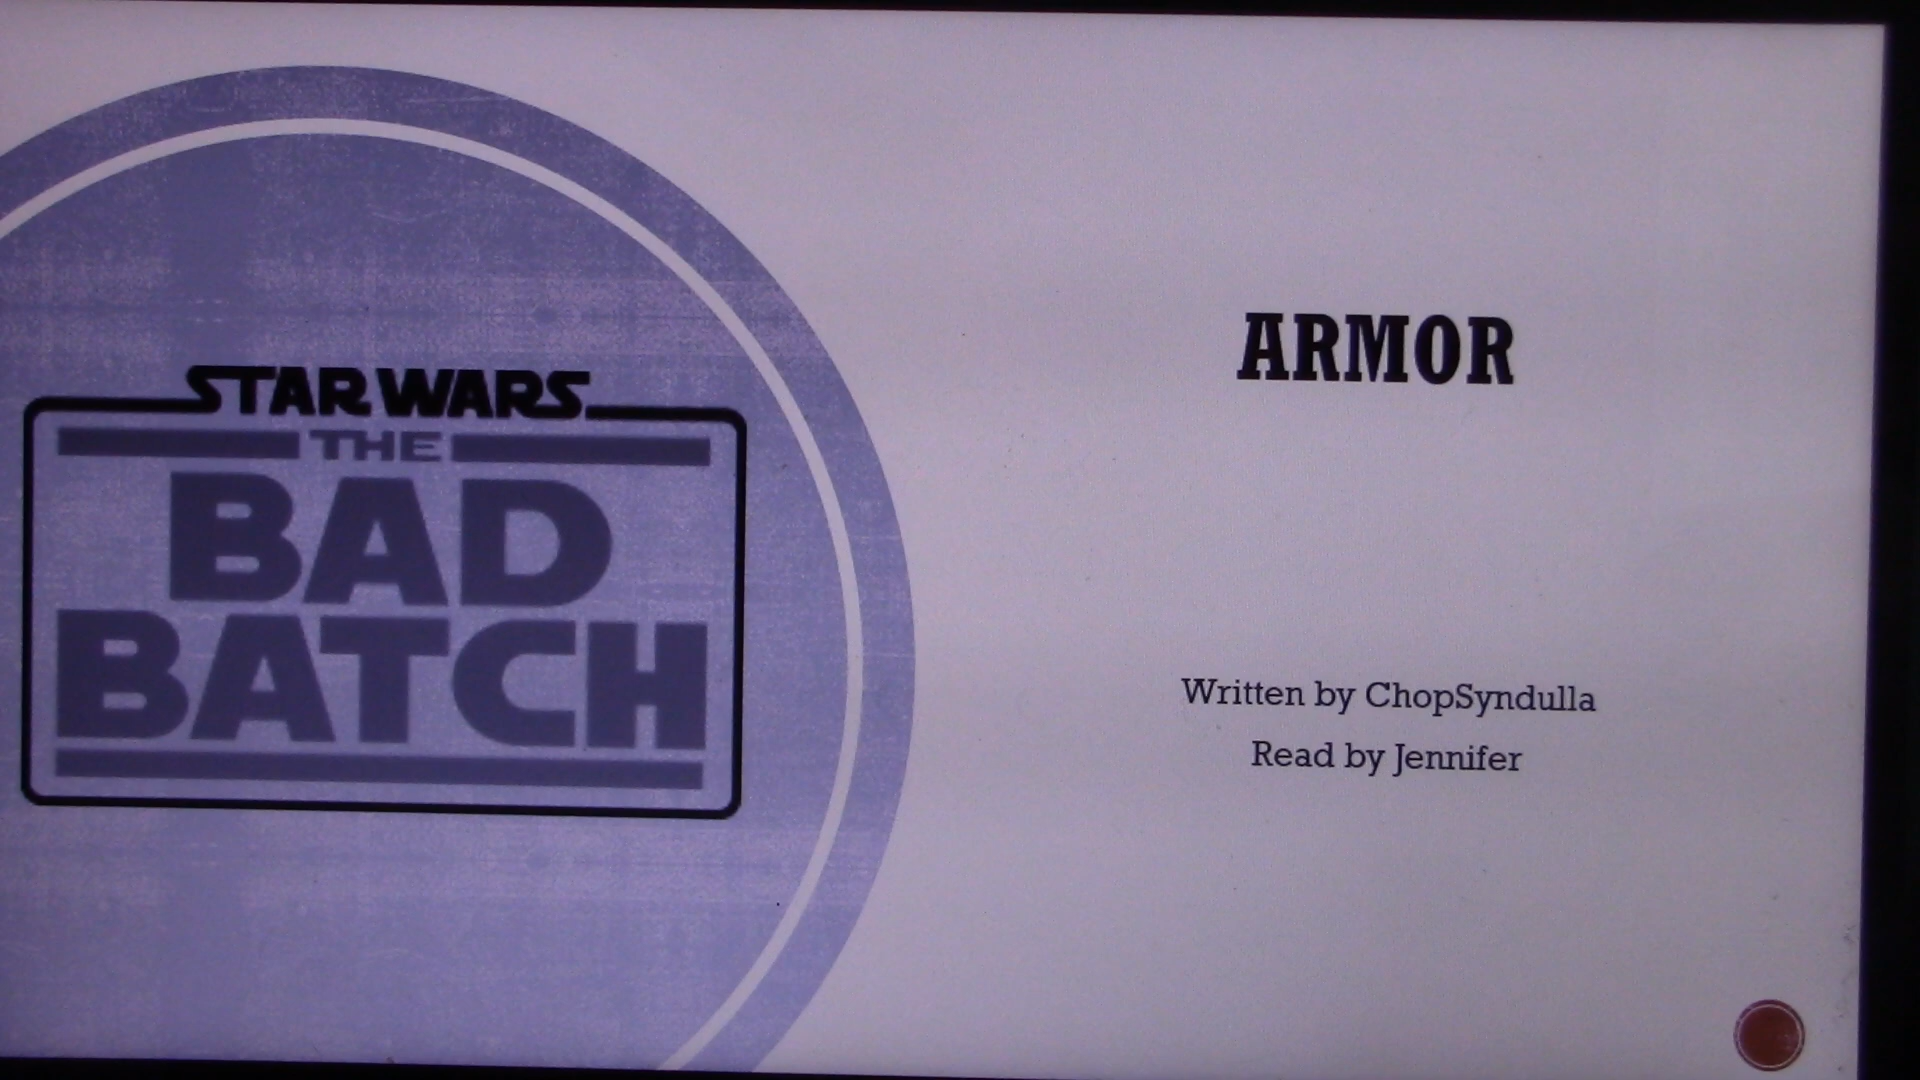 STAR WARS
THE
BAD
BATCH
ARMOR
Written by ChopSyndulla
Read by Jennifer